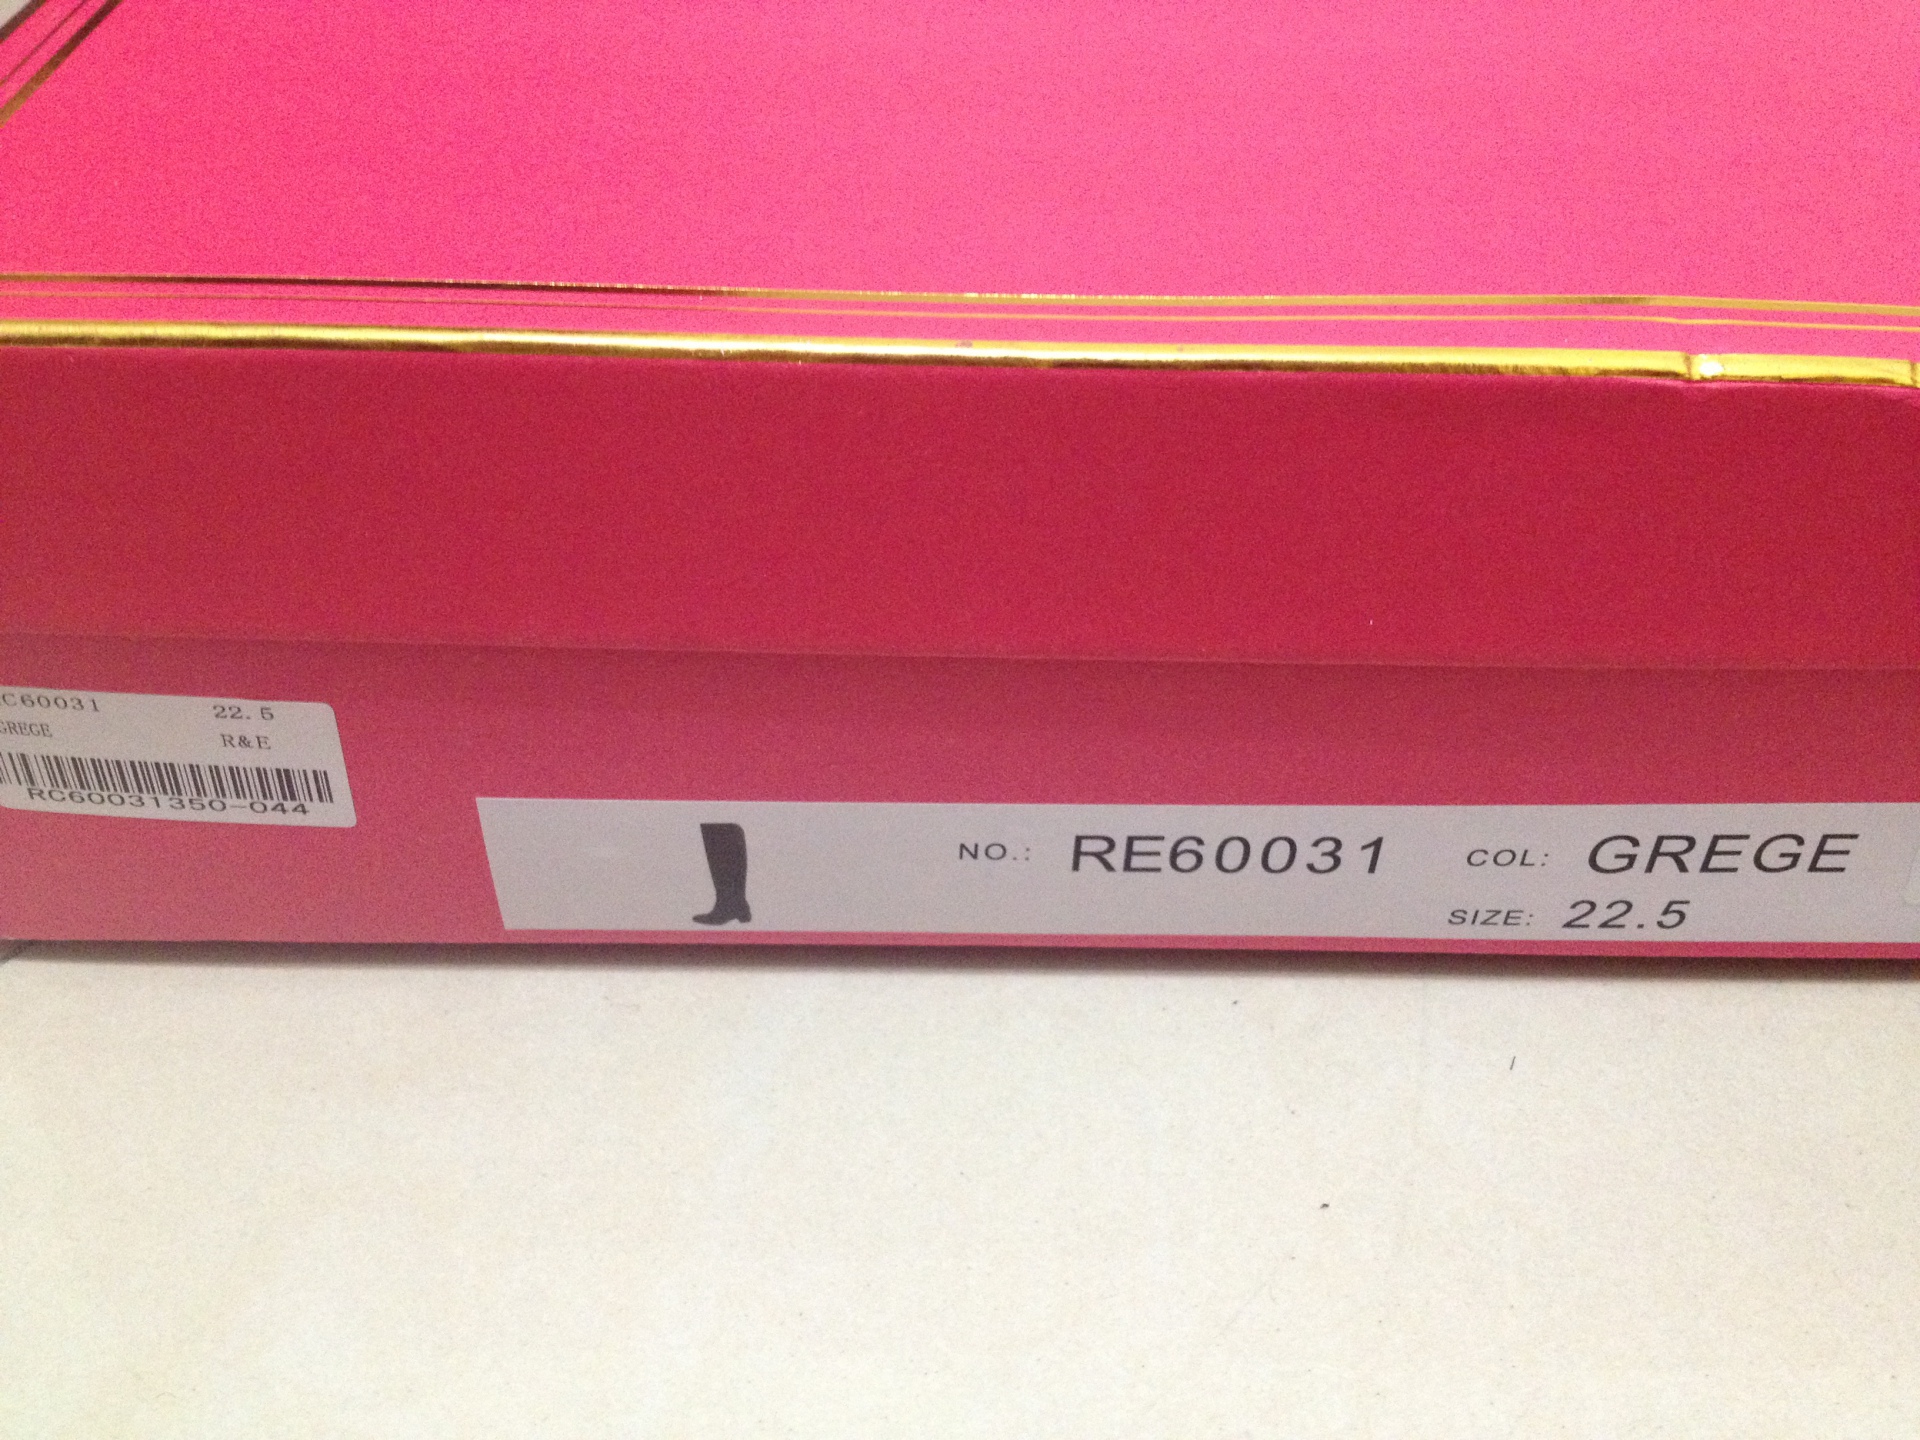 C60031 22.5
GREGE R&E
RC60031350-044
NO.: RE60031 COL: GREGE
SIZE: 22.5